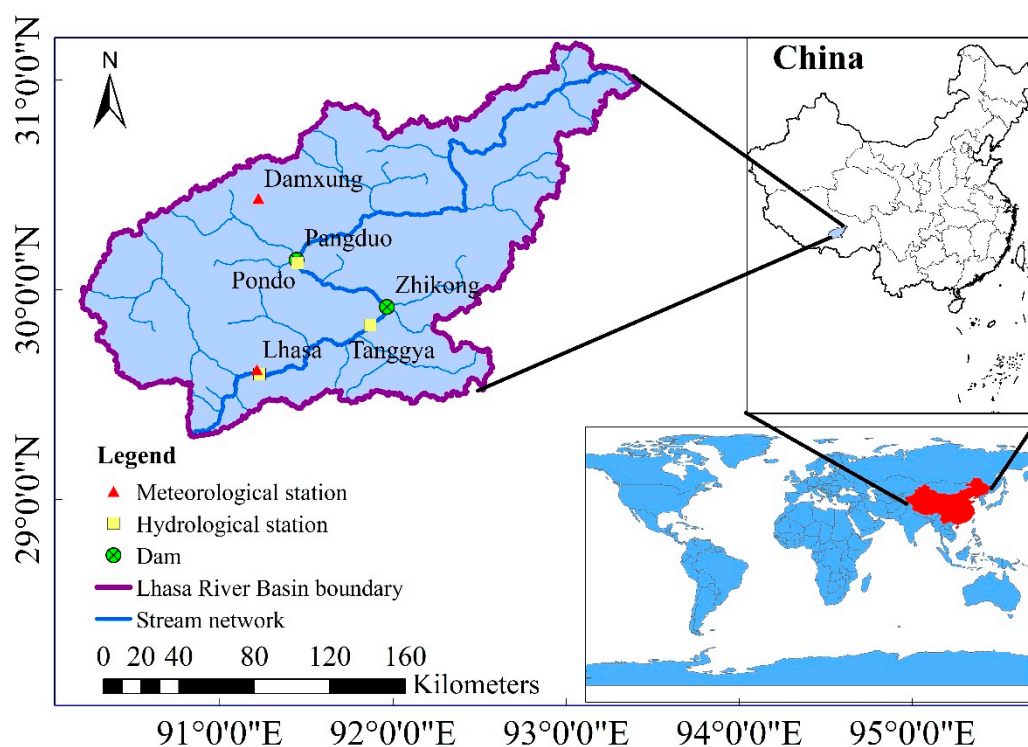 N
China
31°0'0"N
30°0'0"N
29°0'0"N
Damxung
Pangduo
Pondo
Zhikong
Lhasa
Tanggya
Legend
Meteorological station
Hydrological station
Dam
Lhasa River Basin boundary
Stream network
0 20 40 80 120 160
Kilometers
91°0'0"E 92°0'0"E 93°0'0"E 94°0'0"E 95°0'0"E